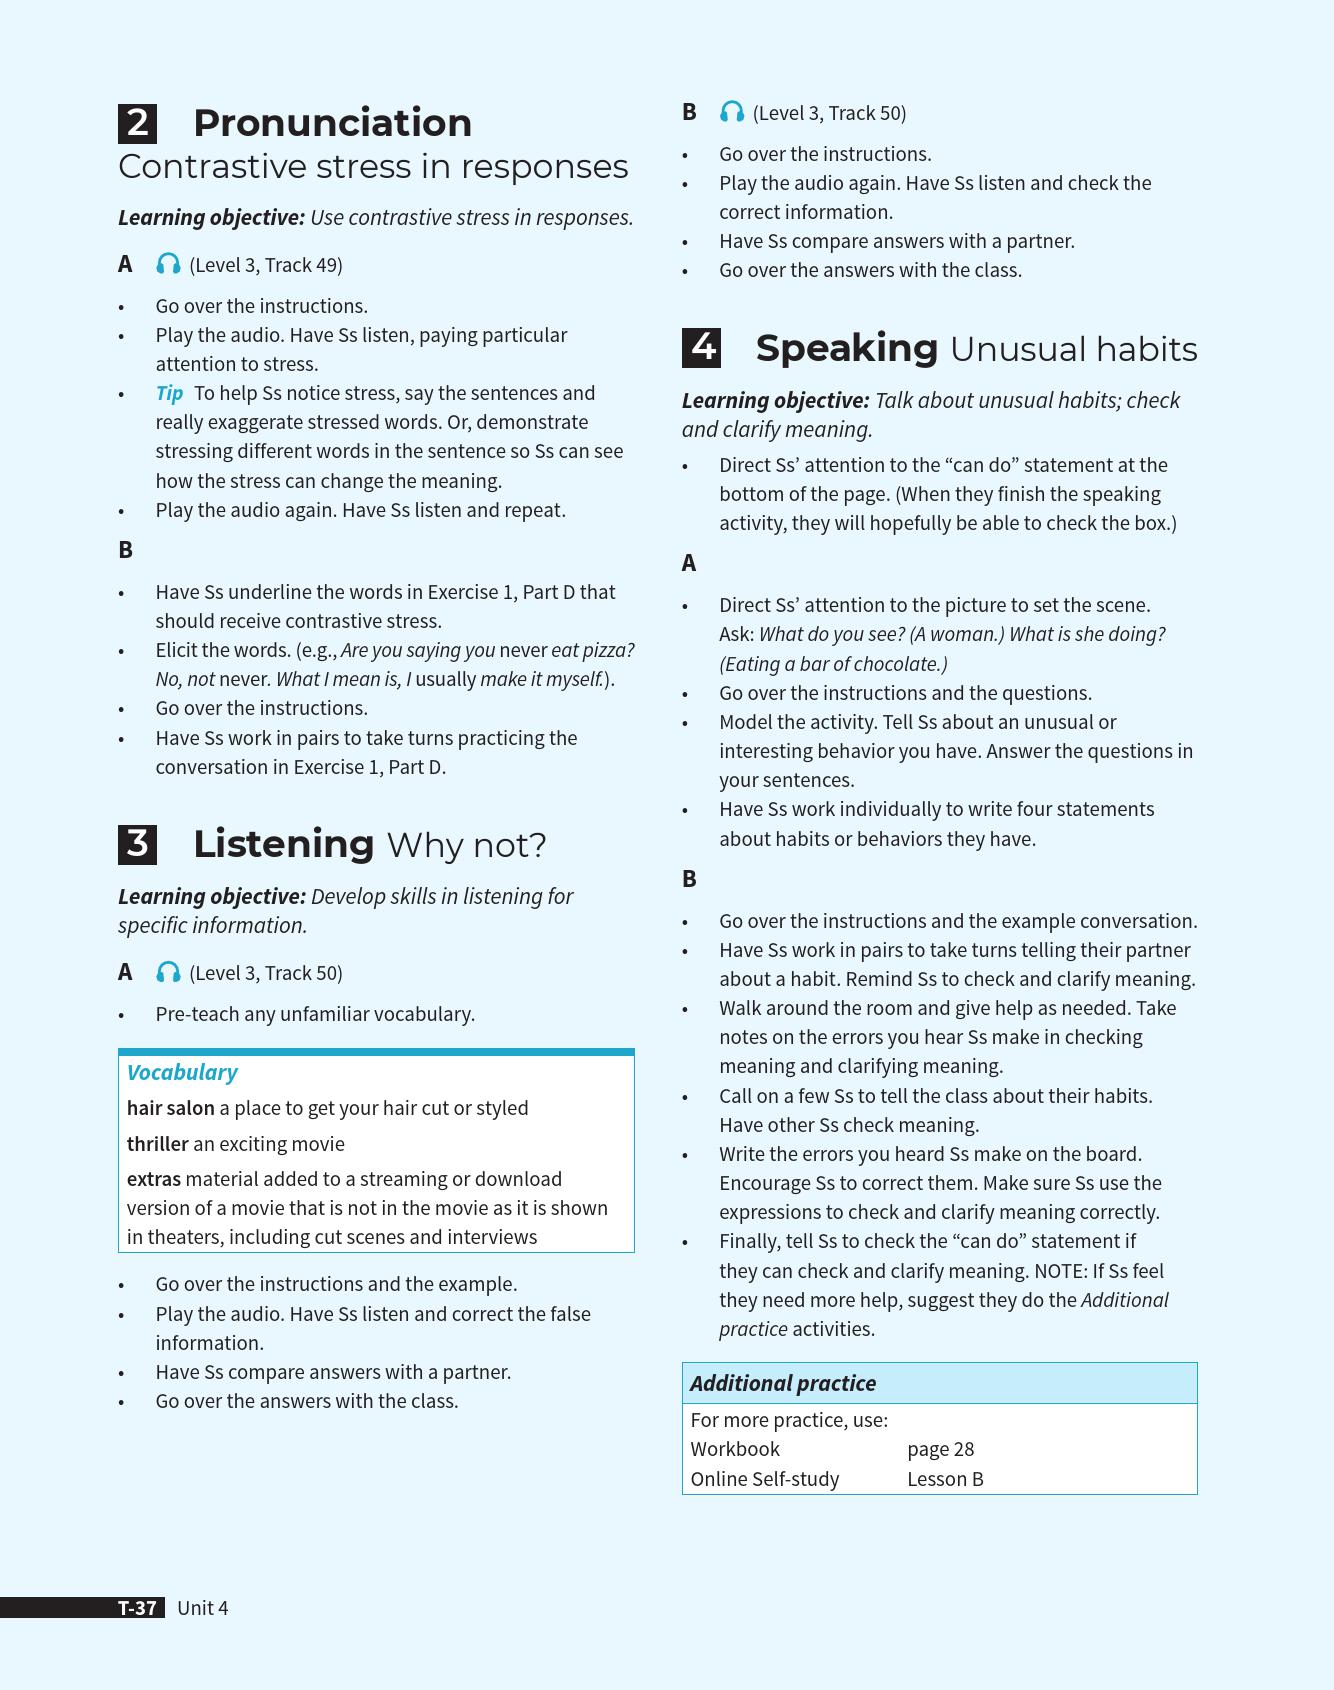 2 Pronunciation
Contrastive stress in responses
Learning objective: Use contrastive stress in responses.
A (Level 3, Track 49)
• Go over the instructions.
• Play the audio. Have Ss listen, paying particular
attention to stress.
• Tip To help Ss notice stress, say the sentences and
really exaggerate stressed words. Or, demonstrate
stressing different words in the sentence so Ss can see
how the stress can change the meaning.
• Play the audio again. Have Ss listen and repeat.
B
• Have Ss underline the words in Exercise 1, Part D that
should receive contrastive stress.
• Elicit the words. (e.g., Are you saying you never eat pizza?
No, not never. What I mean is, I usually make it myself.).
• Go over the instructions.
• Have Ss work in pairs to take turns practicing the
conversation in Exercise 1, Part D.
3 Listening Why not?
Learning objective: Develop skills in listening for
specific information.
A (Level 3, Track 50)
• Pre-teach any unfamiliar vocabulary.
Vocabulary
hair salon a place to get your hair cut or styled
thriller an exciting movie
extras material added to a streaming or download
version of a movie that is not in the movie as it is shown
in theaters, including cut scenes and interviews
• Go over the instructions and the example.
• Play the audio. Have Ss listen and correct the false
information.
• Have Ss compare answers with a partner.
• Go over the answers with the class.
B (Level 3, Track 50)
• Go over the instructions.
• Play the audio again. Have Ss listen and check the
correct information.
• Have Ss compare answers with a partner.
• Go over the answers with the class.
4 Speaking Unusual habits
Learning objective: Talk about unusual habits; check
and clarify meaning.
• Direct Ss’ attention to the “can do” statement at the
bottom of the page. (When they finish the speaking
activity, they will hopefully be able to check the box.)
A
• Direct Ss’ attention to the picture to set the scene.
Ask: What do you see? (A woman.) What is she doing?
(Eating a bar of chocolate.)
• Go over the instructions and the questions.
• Model the activity. Tell Ss about an unusual or
interesting behavior you have. Answer the questions in
your sentences.
• Have Ss work individually to write four statements
about habits or behaviors they have.
B
• Go over the instructions and the example conversation.
• Have Ss work in pairs to take turns telling their partner
about a habit. Remind Ss to check and clarify meaning.
• Walk around the room and give help as needed. Take
notes on the errors you hear Ss make in checking
meaning and clarifying meaning.
• Call on a few Ss to tell the class about their habits.
Have other Ss check meaning.
• Write the errors you heard Ss make on the board.
Encourage Ss to correct them. Make sure Ss use the
expressions to check and clarify meaning correctly.
• Finally, tell Ss to check the “can do” statement if
they can check and clarify meaning. NOTE: If Ss feel
they need more help, suggest they do the Additional
practice activities.
Additional practice
For more practice, use:
Workbook page 28
Online Self-study Lesson B
T-37 Unit 4